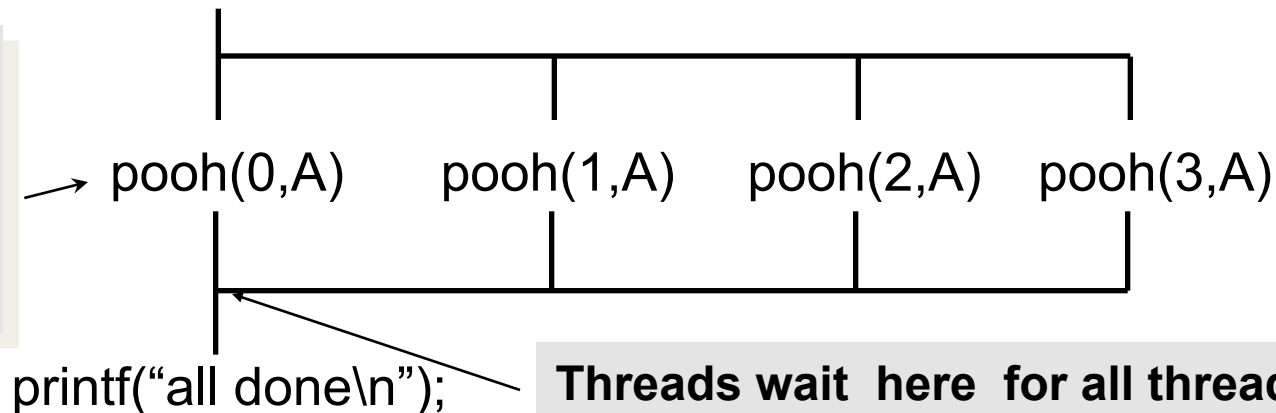 pooh(0,A) pooh(1,A) pooh(2,A) pooh(3,A)
printf(“all done\n”);
Threads wait here for all thread